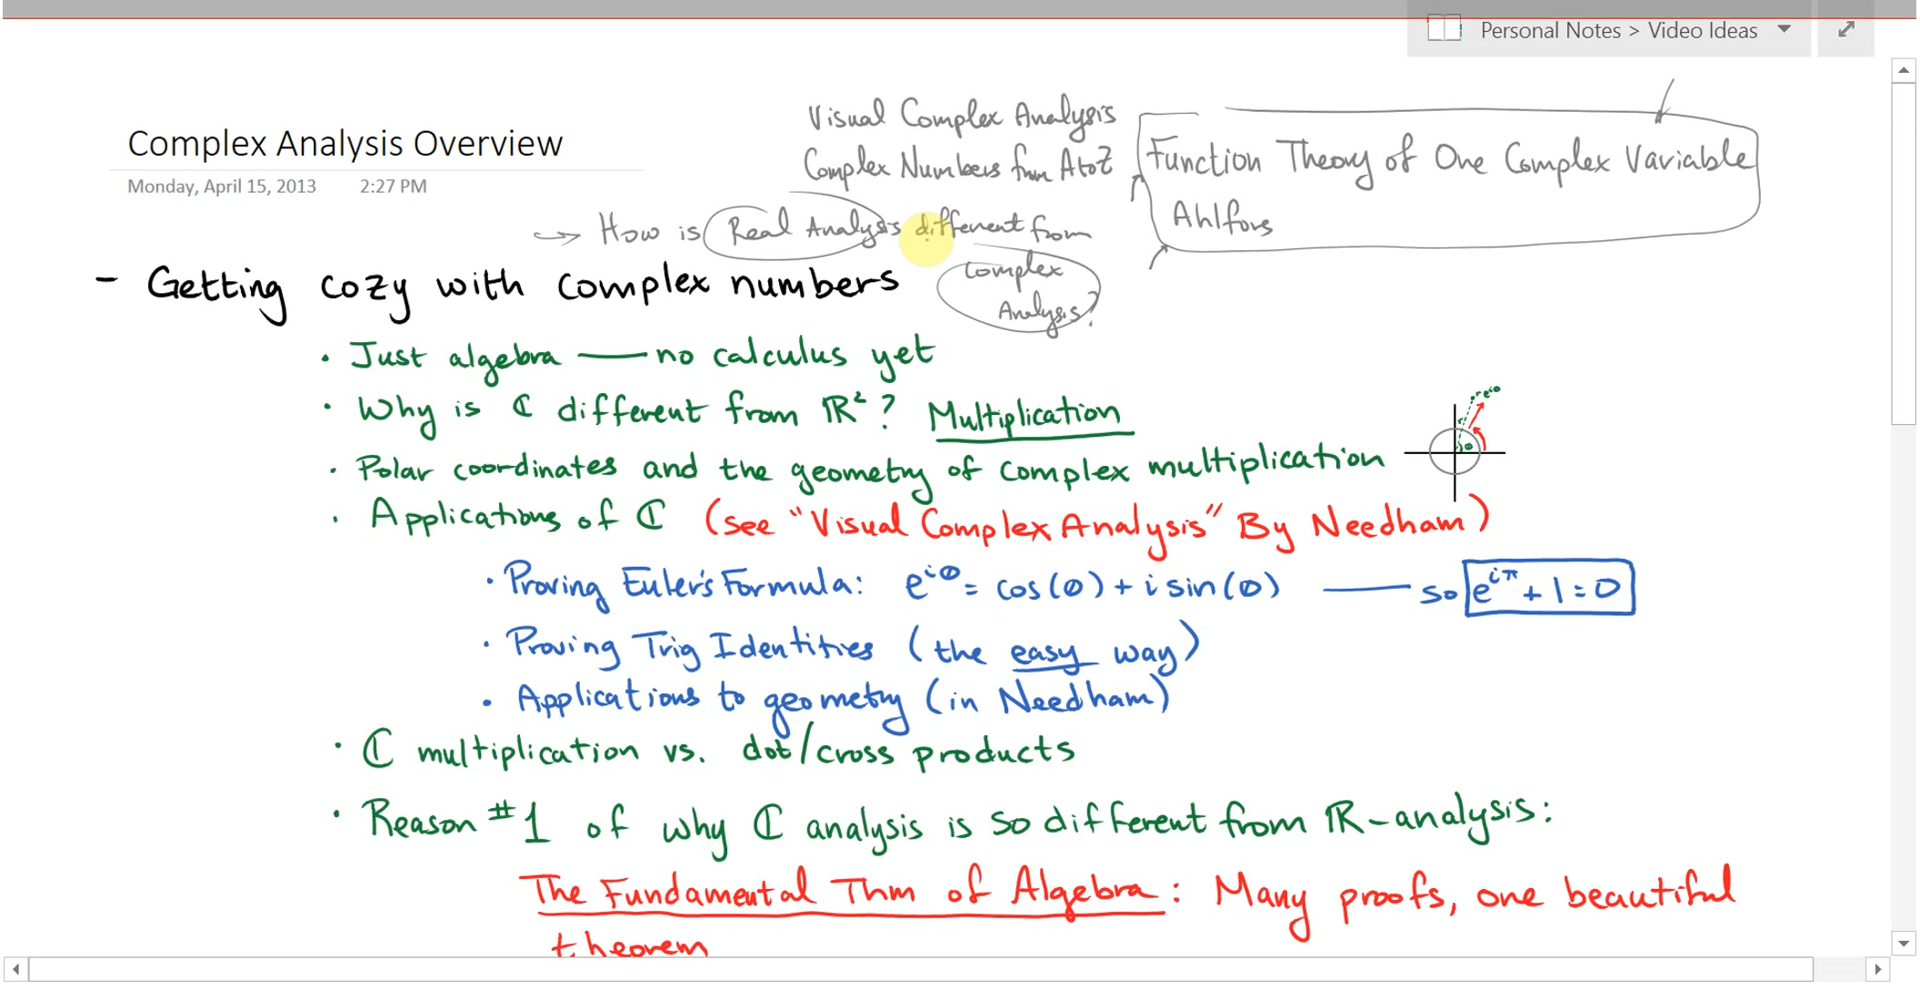 Personal Notes > Video Ideas
Complex Analysis Overview
Monday, April 15, 2013 2:27 PM
Visual Complex Analysis
Complex Numbers from A to Z
Function Theory of One Complex Variable
Ahlfors
How is Real Analysis different from
Complex
Analysis?
- Getting cozy with complex numbers
• Just algebra — no calculus yet
• Why is ℂ different from ℝ²? Multiplication
• Polar coordinates and the geometry of complex multiplication
re^{iθ}
r
θ
• Applications of ℂ (see "Visual Complex Analysis" By Needham)
• Proving Euler's Formula: e^{iθ} = cos(θ) + i sin(θ) — so e^{iπ} + 1 = 0
• Proving Trig Identities (the easy way)
• Applications to geometry (in Needham)
• ℂ multiplication vs. dot/cross products
• Reason #1 of why ℂ analysis is so different from ℝ-analysis:
The Fundamental Thm of Algebra: Many proofs, one beautiful
theorem